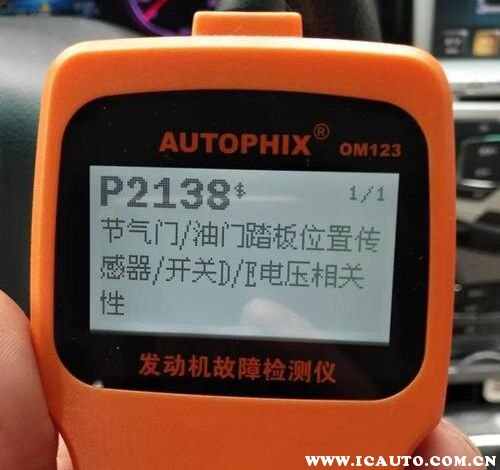 AUTOPHIX® OM123
P2138$ 1/1
节气门/油门踏板位置传
感器/开关D/E电压相关
性
发动机故障检测仪
www.icauto.com.cn